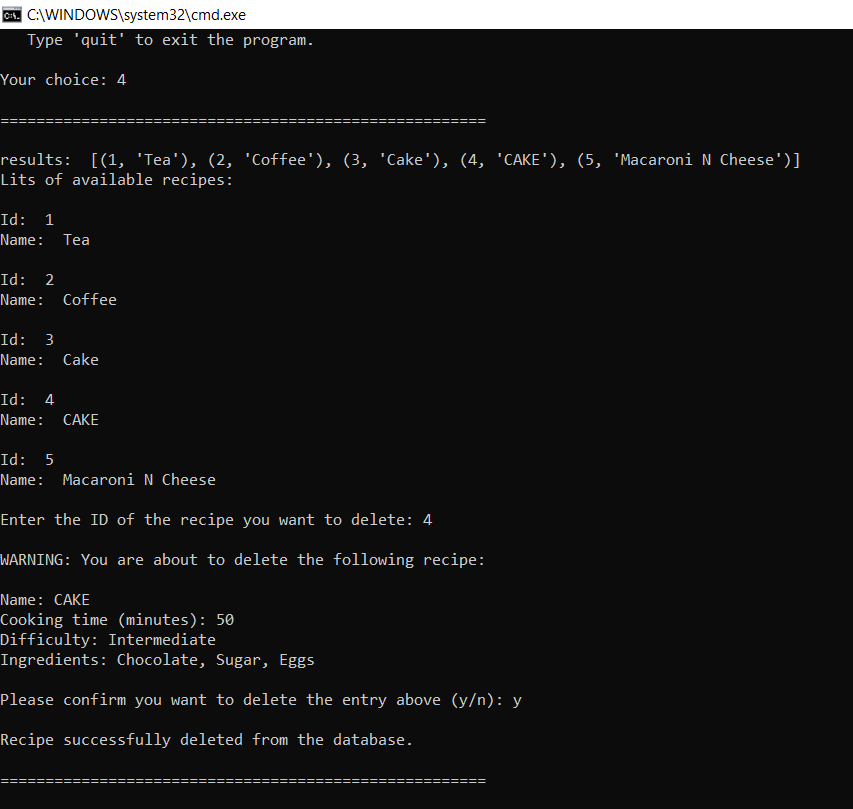 C:\WINDOWS\system32\cmd.exe
Type 'quit' to exit the program.
Your choice: 4
======================================================
results:  [(1, 'Tea'), (2, 'Coffee'), (3, 'Cake'), (4, 'CAKE'), (5, 'Macaroni N Cheese')]
Lits of available recipes:
Id:  1
Name:  Tea
Id:  2
Name:  Coffee
Id:  3
Name:  Cake
Id:  4
Name:  CAKE
Id:  5
Name:  Macaroni N Cheese
Enter the ID of the recipe you want to delete: 4
WARNING: You are about to delete the following recipe:
Name: CAKE
Cooking time (minutes): 50
Difficulty: Intermediate
Ingredients: Chocolate, Sugar, Eggs
Please confirm you want to delete the entry above (y/n): y
Recipe successfully deleted from the database.
======================================================